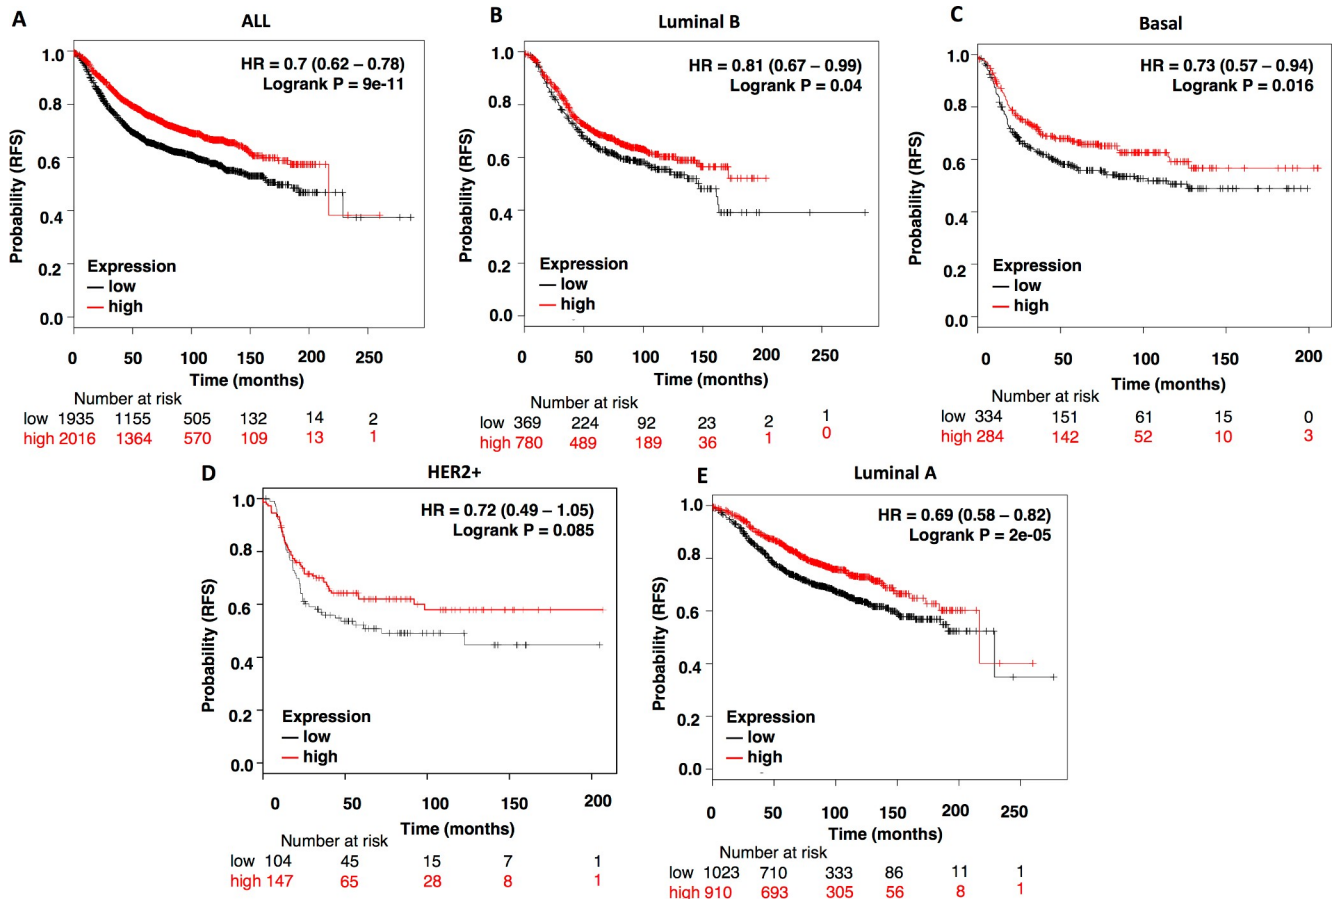 A
ALL
HR = 0.7 (0.62 – 0.78)
Logrank P = 9e-11
Probability (RFS)
1.0
0.8
0.6
0.4
0.2
0.0
Expression
low
high
0 50 100 150 200 250
Time (months)
Number at risk
low 1935 1155 505 132 14 2
high 2016 1364 570 109 13 1
B
Luminal B
HR = 0.81 (0.67 – 0.99)
Logrank P = 0.04
Probability (RFS)
1.0
0.8
0.6
0.4
0.2
0.0
Expression
low
high
0 50 100 150 200 250
Time (months)
Number at risk
low 369 224 92 23 2 1
high 780 489 189 36 1 0
C
Basal
HR = 0.73 (0.57 – 0.94)
Logrank P = 0.016
Probability (RFS)
1.0
0.8
0.6
0.4
0.2
0.0
Expression
low
high
0 50 100 150 200
Time (months)
Number at risk
low 334 151 61 15 0
high 284 142 52 10 3
D
HER2+
HR = 0.72 (0.49 – 1.05)
Logrank P = 0.085
Probability (RFS)
1.0
0.8
0.6
0.4
0.2
0.0
Expression
low
high
0 50 100 150 200
Time (months)
Number at risk
low 104 45 15 7 1
high 147 65 28 8 1
E
Luminal A
HR = 0.69 (0.58 – 0.82)
Logrank P = 2e-05
Probability (RFS)
1.0
0.8
0.6
0.4
0.2
0.0
Expression
low
high
0 50 100 150 200 250
Time (months)
Number at risk
low 1023 710 333 86 11 1
high 910 693 305 56 8 1